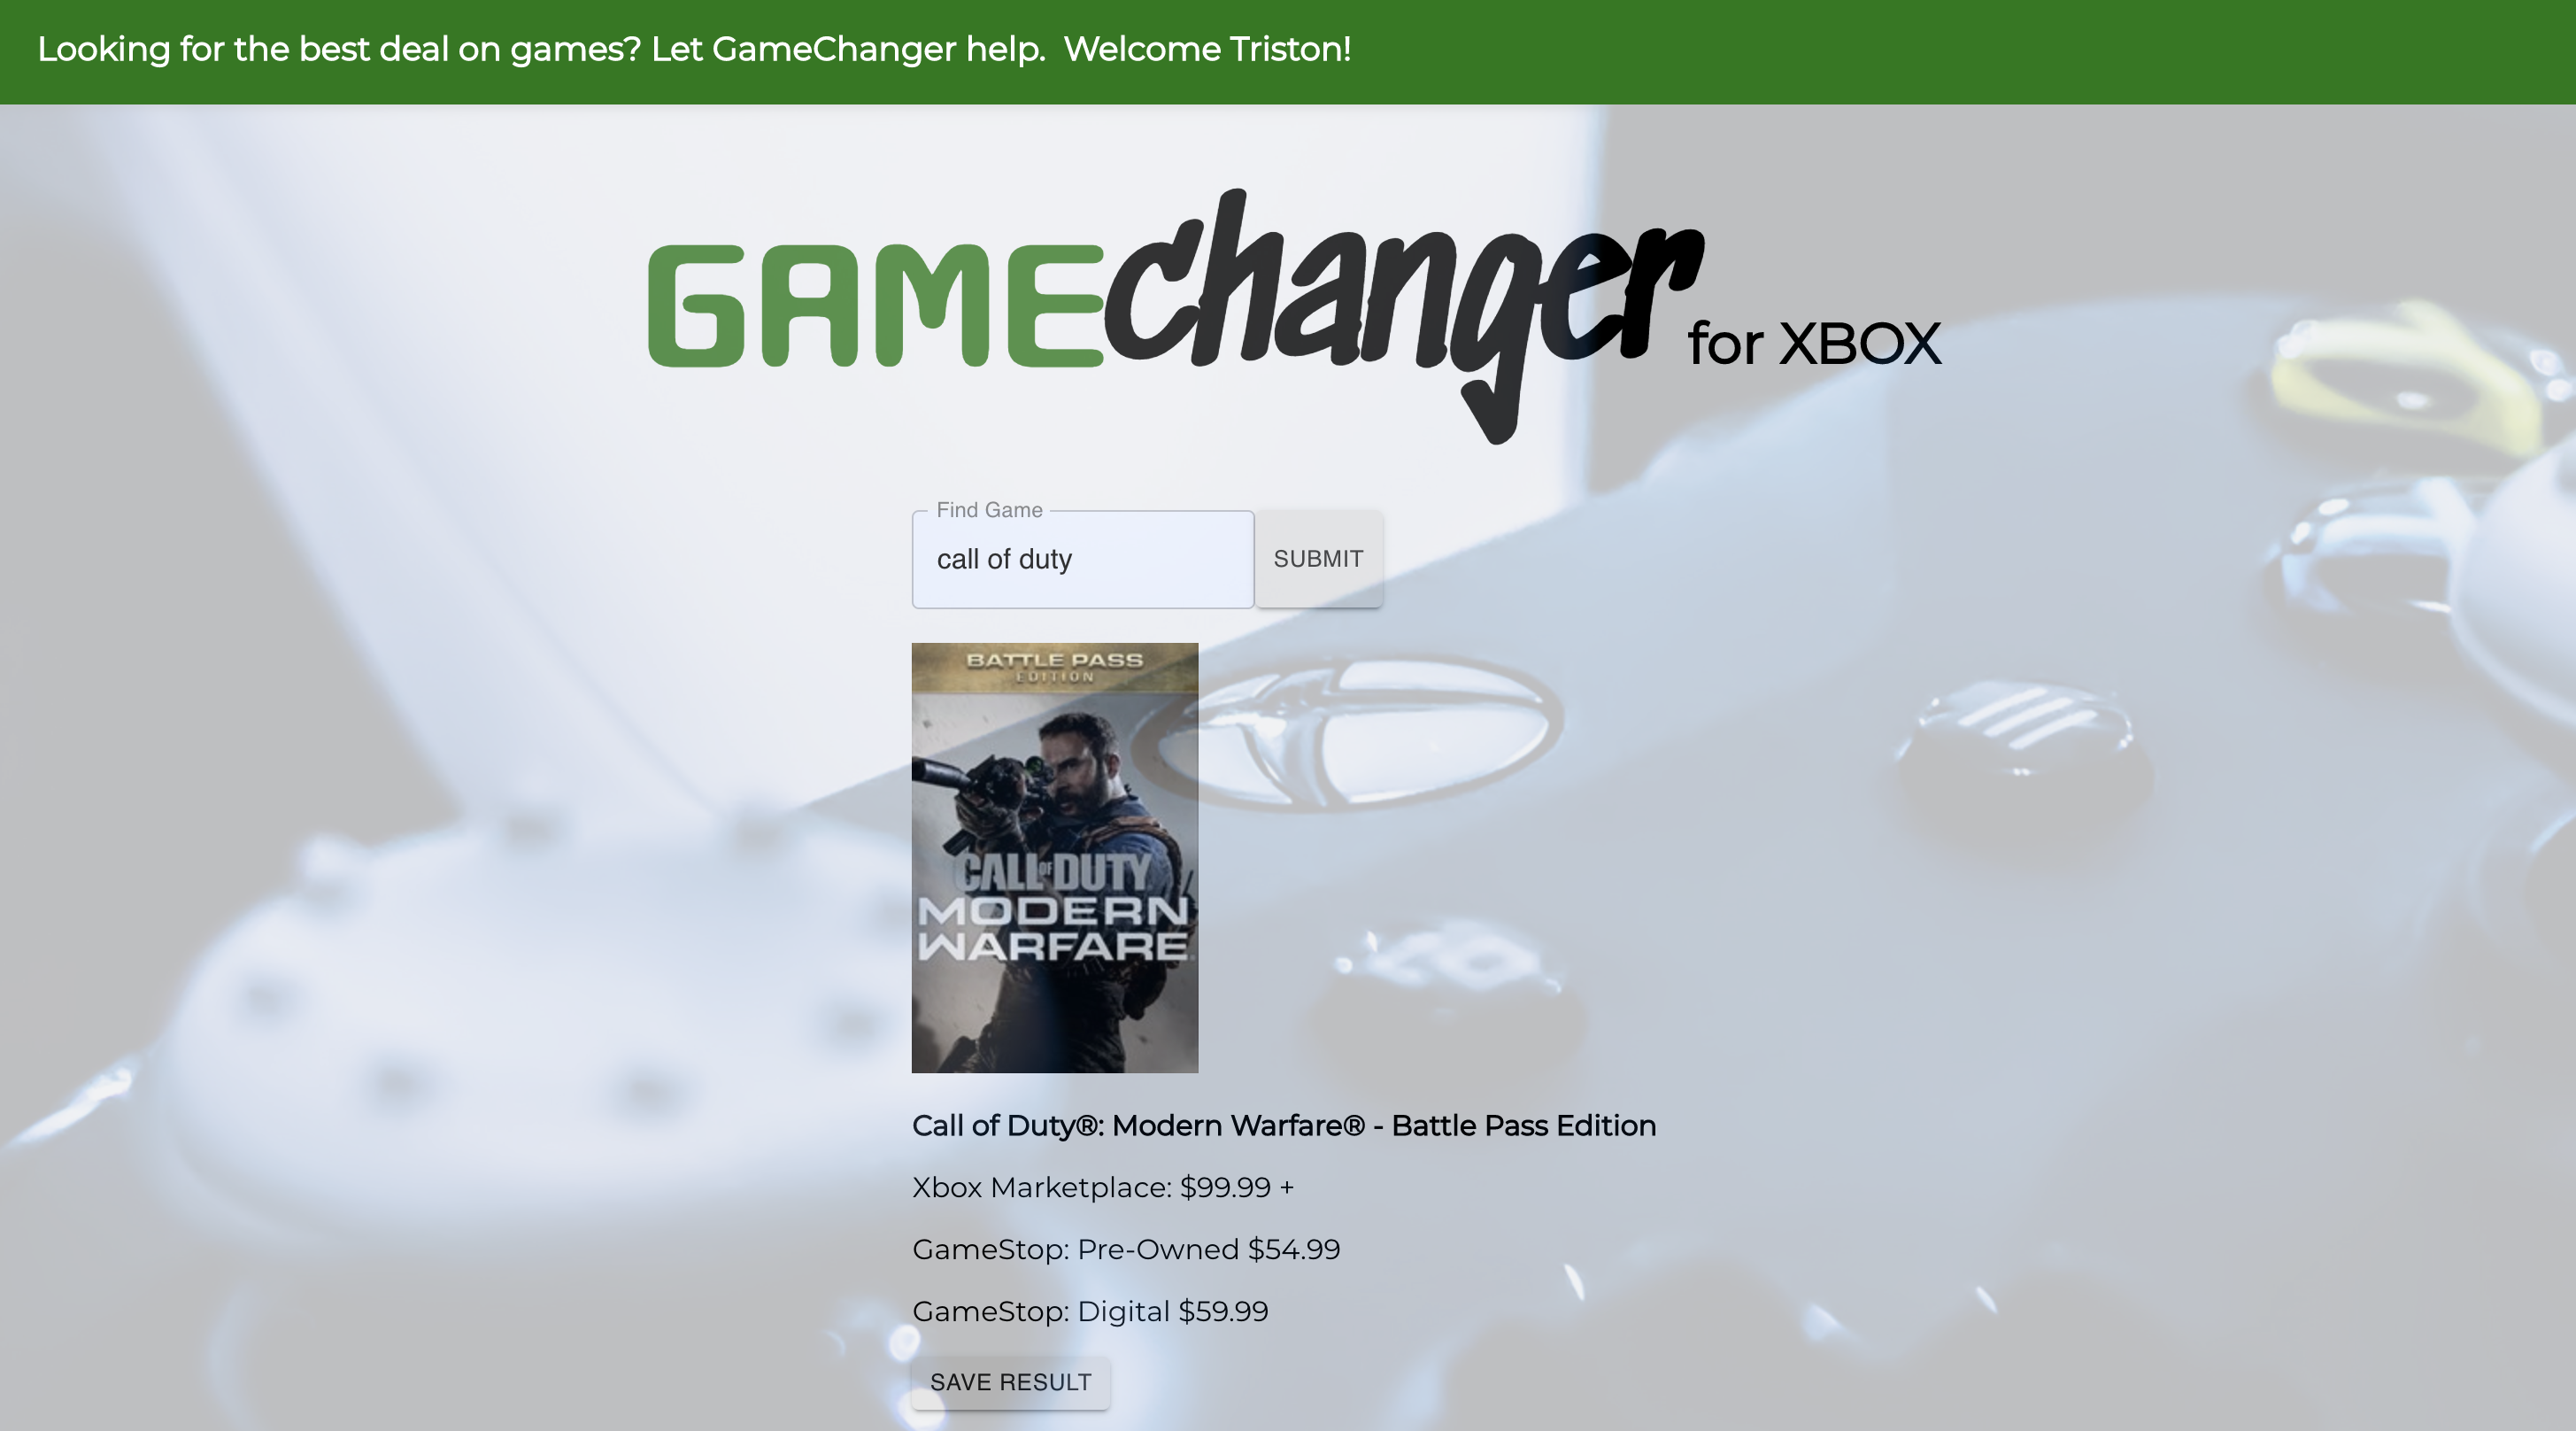 Looking for the best deal on games? Let GameChanger help.  Welcome Triston!
GAMEchanger for XBOX
Find Game
call of duty
SUBMIT
BATTLE PASS
EDITION
CALL OF DUTY
MODERN
WARFARE
Call of Duty®: Modern Warfare® - Battle Pass Edition
Xbox Marketplace: $99.99 +
GameStop: Pre-Owned $54.99
GameStop: Digital $59.99
SAVE RESULT